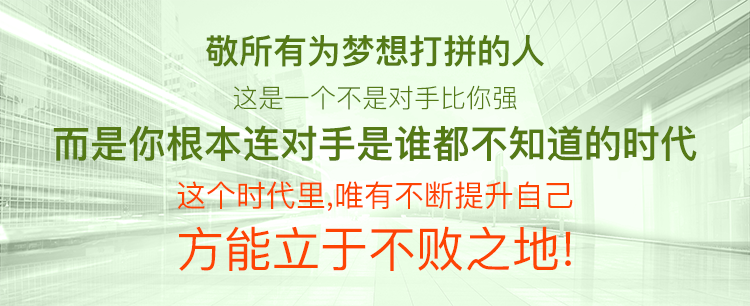 敬所有为梦想打拼的人
这是一个不是对手比你强
而是你根本连对手是谁都不知道的时代
这个时代里,唯有不断提升自己
方能立于不败之地!